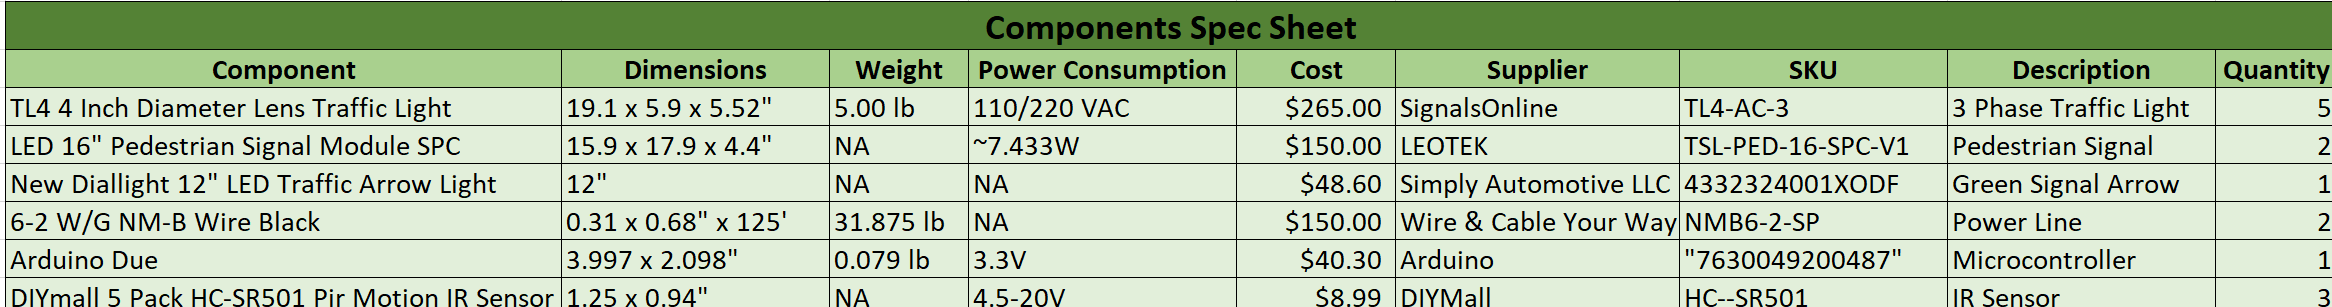 Components Spec Sheet
Component Dimensions Weight Power Consumption Cost Supplier SKU Description Quantity
TL4 4 Inch Diameter Lens Traffic Light 19.1 x 5.9 x 5.52" 5.00 lb 110/220 VAC $265.00 SignalsOnline TL4-AC-3 3 Phase Traffic Light 5
LED 16" Pedestrian Signal Module SPC 15.9 x 17.9 x 4.4" NA ~7.433W $150.00 LEOTEK TSL-PED-16-SPC-V1 Pedestrian Signal 2
New Diallight 12" LED Traffic Arrow Light 12" NA NA $48.60 Simply Automotive LLC 4332324001XODF Green Signal Arrow 1
6-2 W/G NM-B Wire Black 0.31 x 0.68" x 125' 31.875 lb NA $150.00 Wire & Cable Your Way NMB6-2-SP Power Line 2
Arduino Due 3.997 x 2.098" 0.079 lb 3.3V $40.30 Arduino "7630049200487" Microcontroller 1
DIYmall 5 Pack HC-SR501 Pir Motion IR Sensor 1.25 x 0.94" NA 4.5-20V $8.99 DIYMall HC--SR501 IR Sensor 3